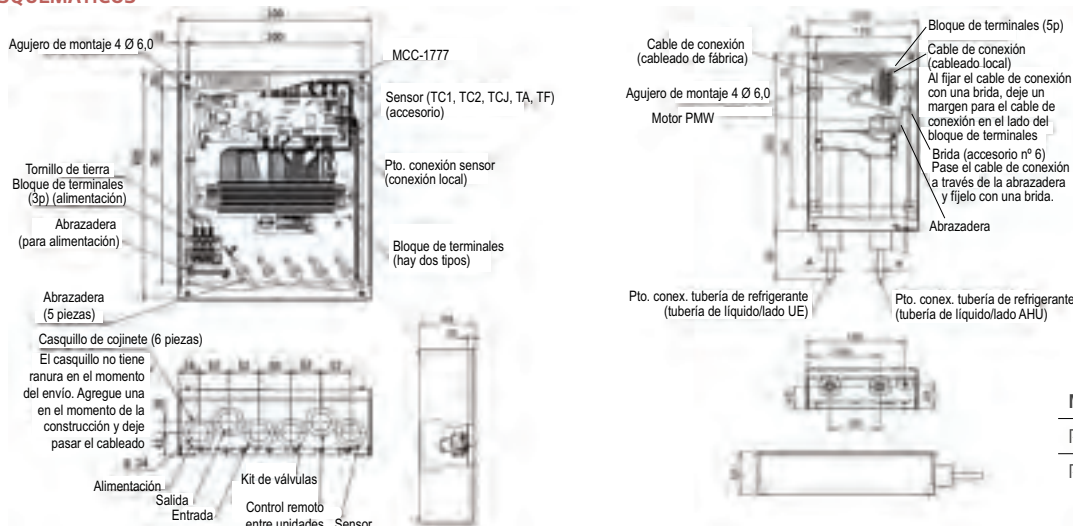 Agujero de montaje 4 Ø 6,0
MCC-1777
Sensor (TC1, TC2, TCJ, TA, TF)
(accesorio)
Tornillo de tierra
Bloque de terminales
(3p) (alimentación)
Abrazadera
(para alimentación)
Pto. conexión sensor
(conexión local)
Bloque de terminales
(hay dos tipos)
Abrazadera
(5 piezas)
Casquillo de cojinete (6 piezas)
El casquillo no tiene
ranura en el momento
del envío. Agregue una
en el momento de la
construcción y deje
pasar el cableado
Alimentación
Salida
Entrada
Kit de válvulas
Control remoto
entre unidades
Sensor
Cable de conexión
(cableado de fábrica)
Agujero de montaje 4 Ø 6,0
Motor PMW
Bloque de terminales (5p)
Cable de conexión
(cableado local)
Al fijar el cable de conexión
con una brida, deje un
margen para el cable de
conexión en el lado del
bloque de terminales
Brida (accesorio nº 6)
Pase el cable de conexión
a través de la abrazadera
y fíjelo con una brida.
Abrazadera
Pto. conex. tubería de refrigerante
(tubería de líquido/lado UE)
Pto. conex. tubería de refrigerante
(tubería de líquido/lado AHU)